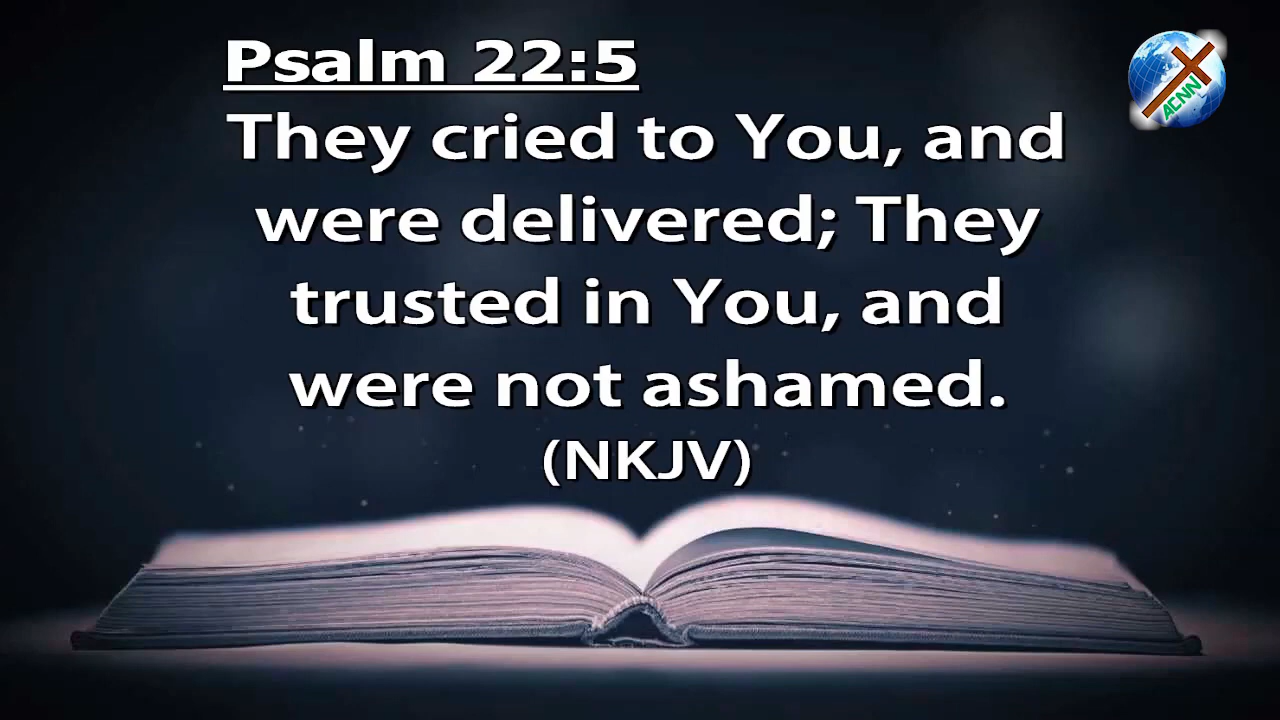 Psalm 22:5
They cried to You, and
were delivered; They
trusted in You, and
were not ashamed.
(NKJV)
ACNN